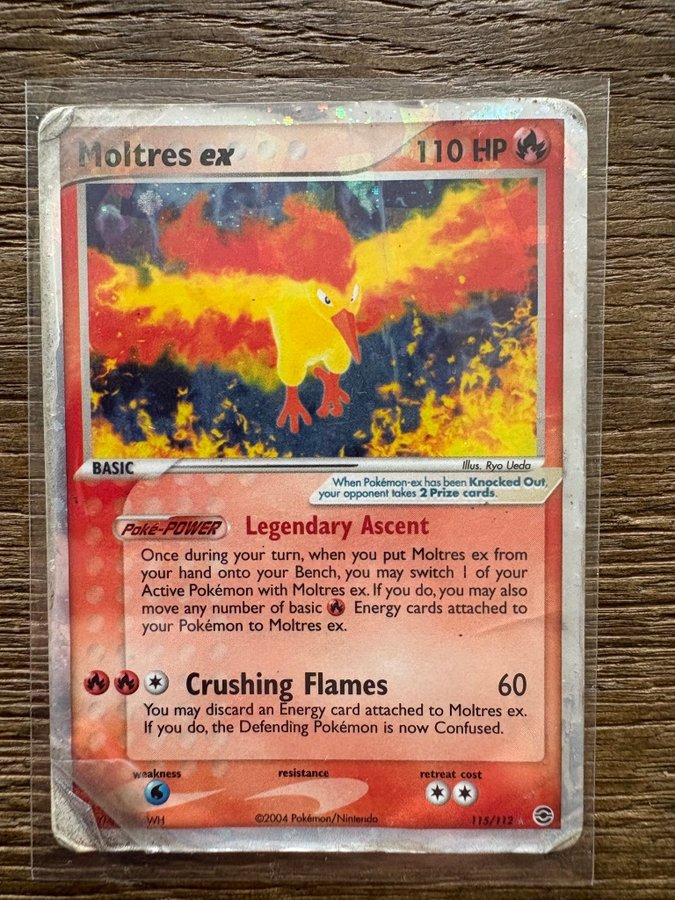 Moltres ex 110 HP
BASIC Illus. Ryo Ueda
When Pokémon-ex has been Knocked Out,
your opponent takes 2 Prize cards.
Poké-POWER Legendary Ascent
Once during your turn, when you put Moltres ex from
your hand onto your Bench, you may switch 1 of your
Active Pokémon with Moltres ex. If you do, you may also
move any number of basic Energy cards attached to
your Pokémon to Moltres ex.
Crushing Flames 60
You may discard an Energy card attached to Moltres ex.
If you do, the Defending Pokémon is now Confused.
weakness resistance retreat cost
WH ©2004 Pokémon/Nintendo 115/112